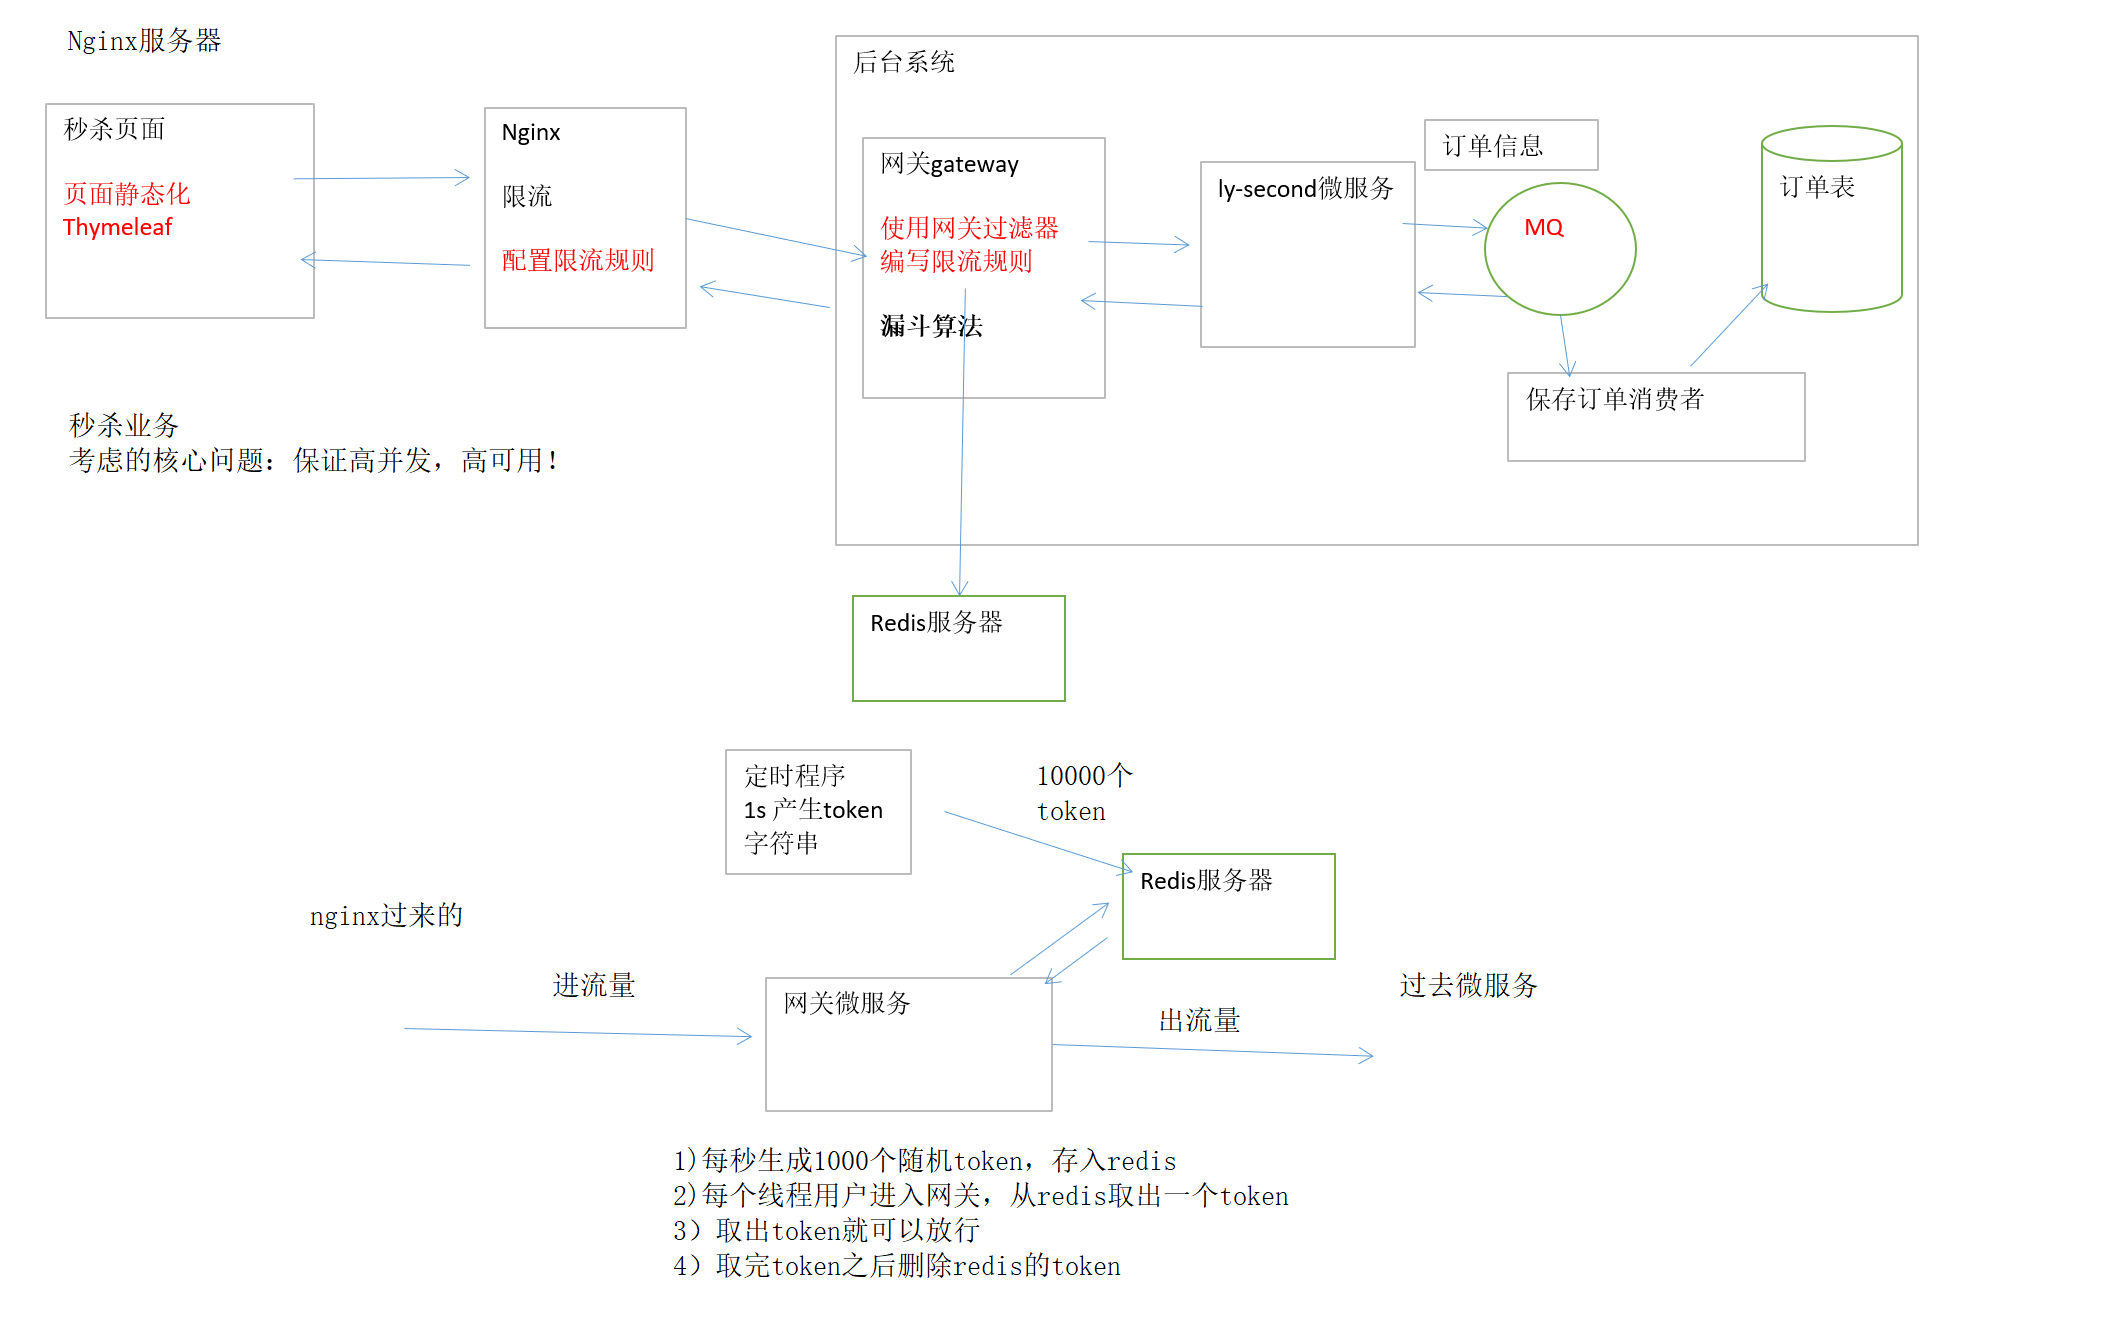 Nginx服务器
秒杀页面
页面静态化
Thymeleaf
Nginx
限流
配置限流规则
后台系统
网关gateway
使用网关过滤器
编写限流规则
漏斗算法
ly-second微服务
订单信息
MQ
订单表
保存订单消费者
秒杀业务
考虑的核心问题：保证高并发，高可用！
Redis服务器
定时程序
1s 产生token
字符串
10000个
token
Redis服务器
nginx过来的
进流量
网关微服务
出流量
过去微服务
1)每秒生成1000个随机token，存入redis
2)每个线程用户进入网关，从redis取出一个token
3）取出token就可以放行
4）取完token之后删除redis的token